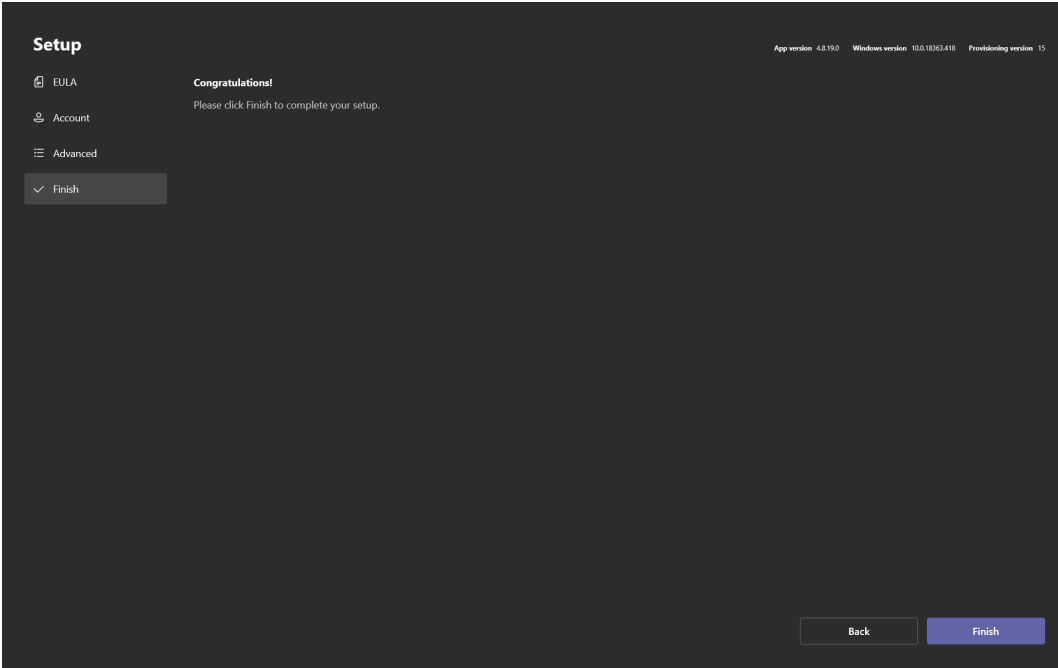 Setup
App version 4.8.19.0 Windows version 10.0.18363.418 Provisioning version 15
EULA
Account
Advanced
Finish
Congratulations!
Please click Finish to complete your setup.
Back Finish